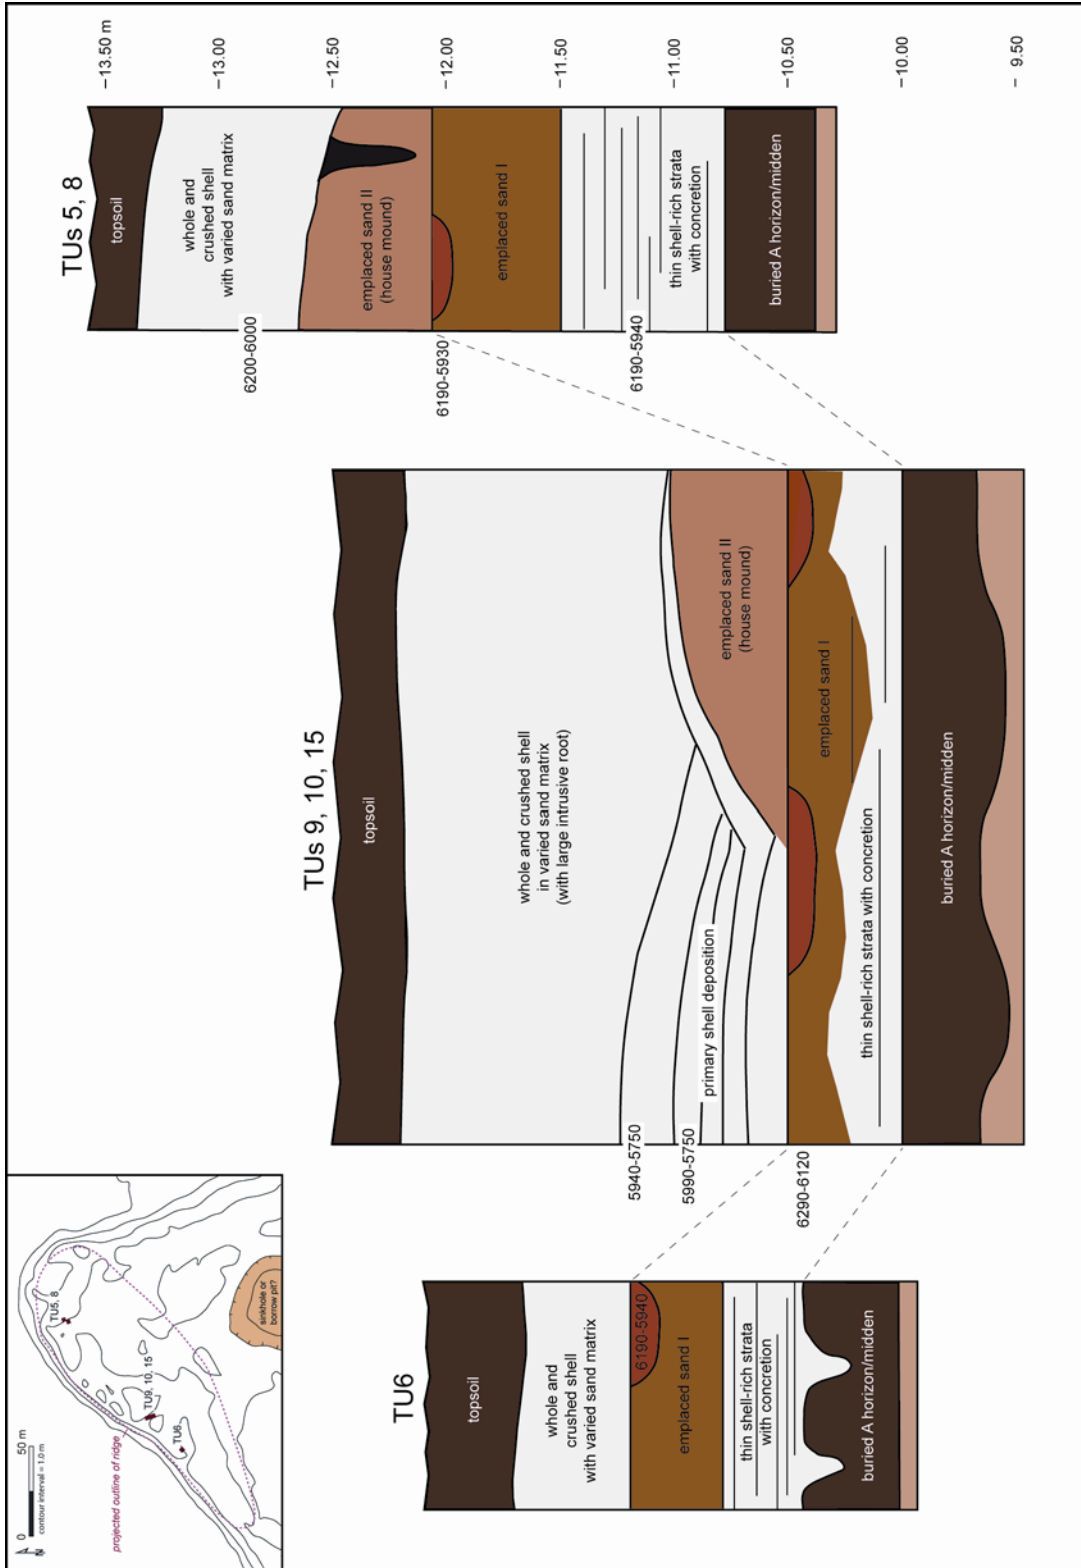 N
0
50 m
contour interval = 1.0 m
projected outline of ridge
TU5, 8
TU9, 10, 15
TU6
sinkhole or
borrow pit?
TU6
topsoil
whole and
crushed shell
with varied sand matrix
6190-5940
emplaced sand I
thin shell-rich strata
with concretion
buried A horizon/midden
TUs 9, 10, 15
topsoil
whole and crushed shell
in varied sand matrix
(with large intrusive root)
5940-5750
5990-5750
primary shell deposition
emplaced sand II
(house mound)
6290-6120
emplaced sand I
thin shell-rich strata with concretion
buried A horizon/midden
TUs 5, 8
topsoil
whole and
crushed shell
with varied sand matrix
6200-6000
emplaced sand II
(house mound)
6190-5930
emplaced sand I
6190-5940
thin shell-rich strata
with concretion
buried A horizon/midden
–13.50 m
–13.00
–12.50
–12.00
–11.50
–11.00
–10.50
–10.00
– 9.50